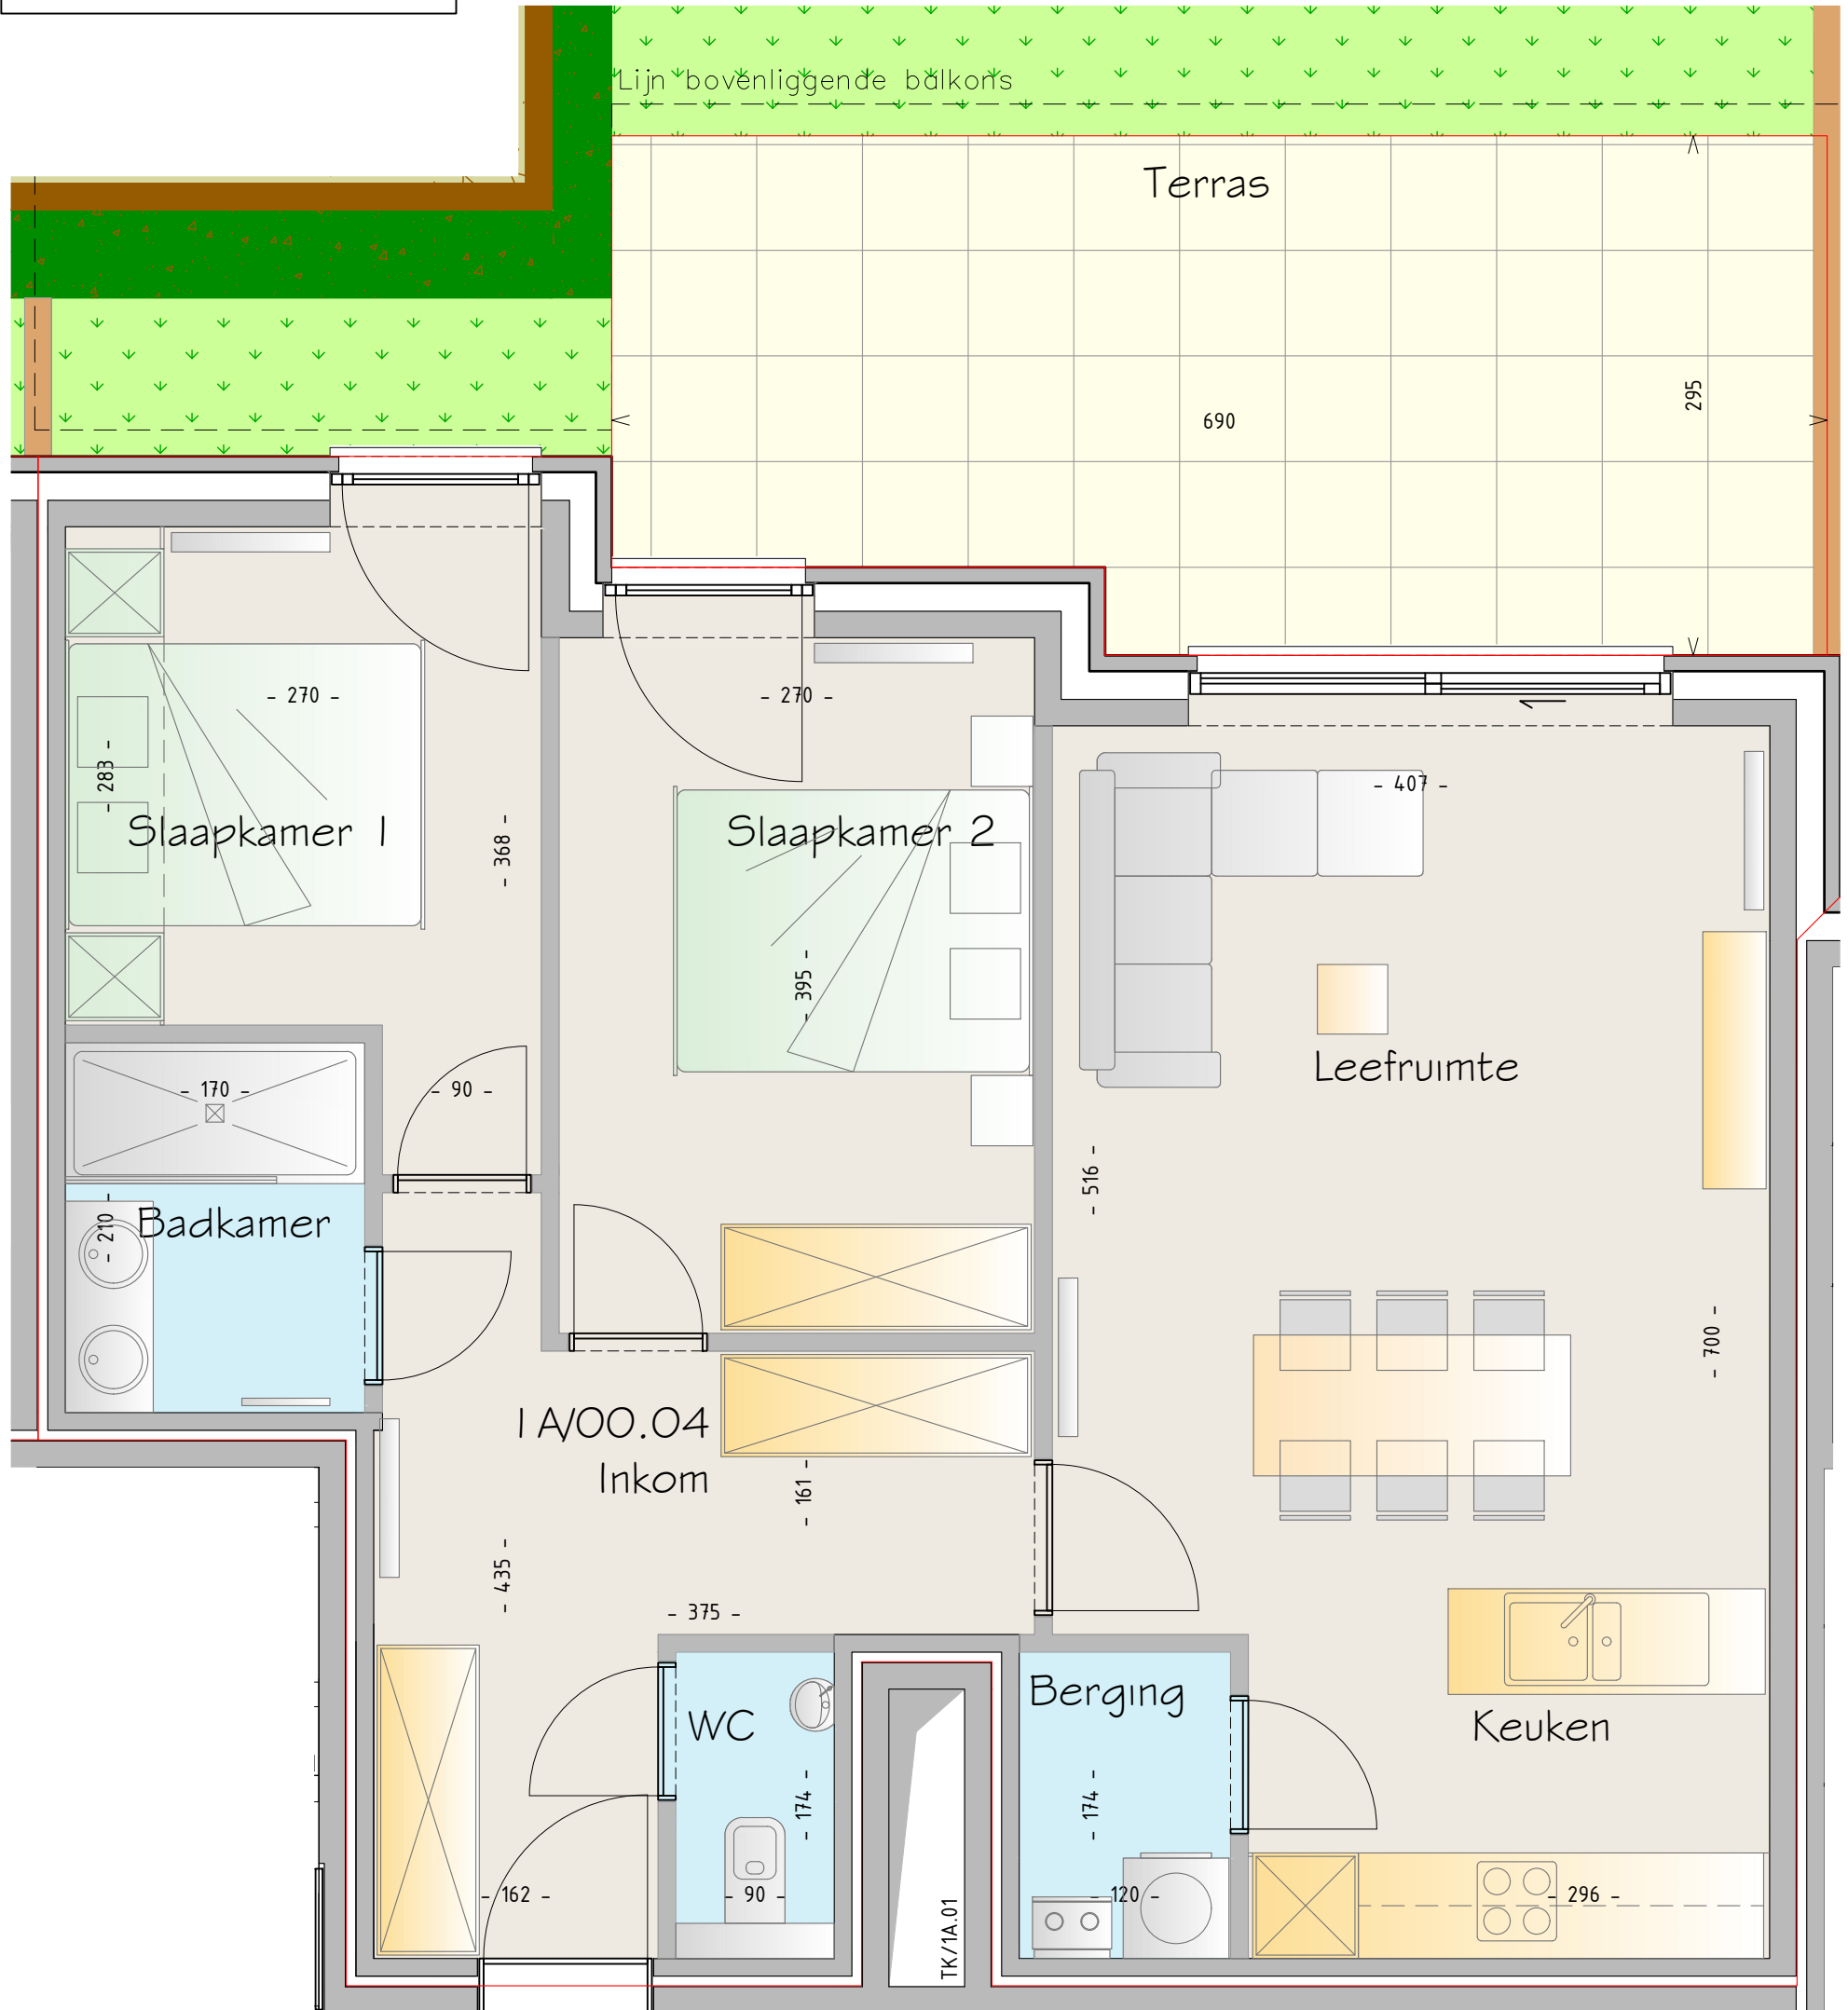 Lijn bovenliggende balkons
Terras
295
690
- 270 -
- 270 -
- 283 -
- 407 -
Slaapkamer 1
- 368 -
Slaapkamer 2
- 395 -
Leefruimte
- 170 -
- 90 -
- 516 -
- 210 -
Badkamer
- 700 -
1A/00.04
Inkom
- 161 -
- 435 -
- 375 -
WC
Berging
Keuken
- 174 -
- 174 -
- 162 -
- 90 -
- 120 -
- 296 -
TK/1A.01